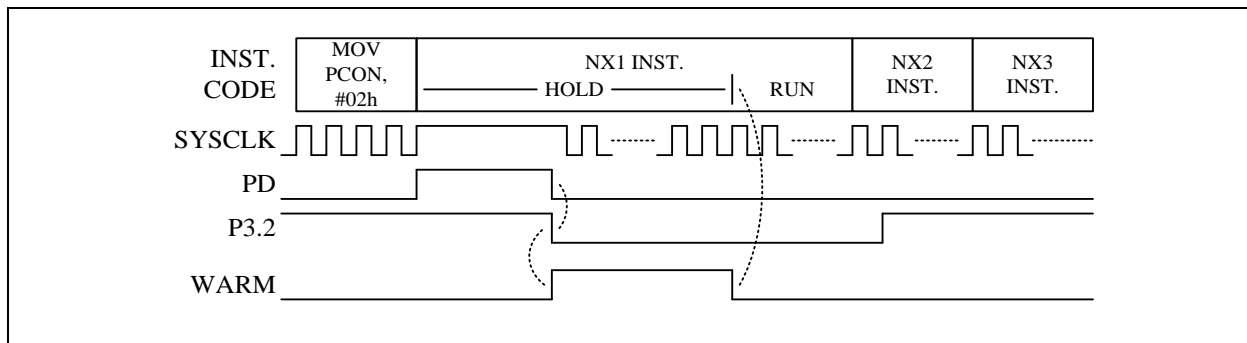 INST.
CODE
MOV
PCON,
#02h
NX1 INST.
HOLD
RUN
NX2
INST.
NX3
INST.
SYSCLK
PD
P3.2
WARM